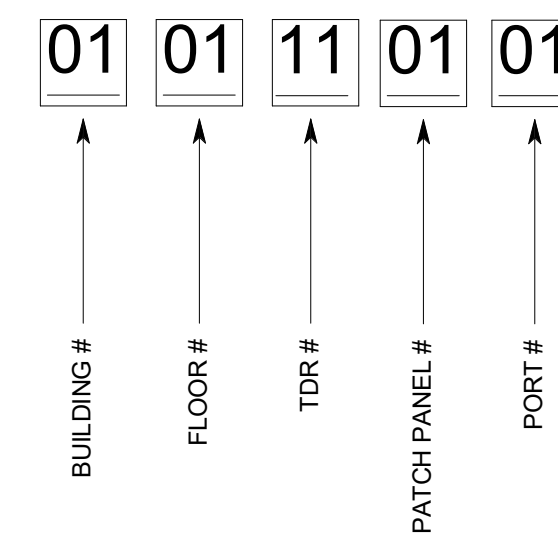 01 01 11 01 01
BUILDING #
FLOOR #
TDR #
PATCH PANEL #
PORT #